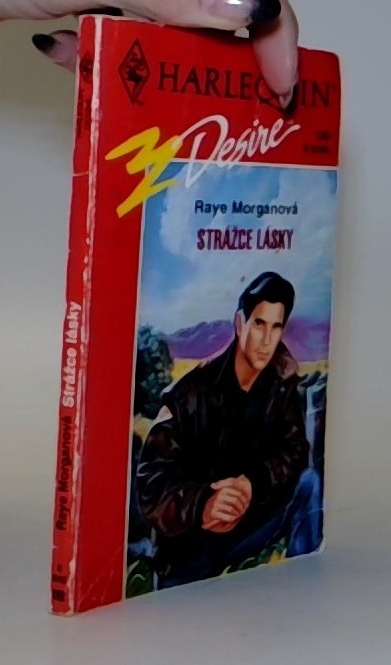 HARLEQUIN
Desire
Raye Morganová
STRÁŽCE LÁSKY
Raye Morganová Strážce lásky